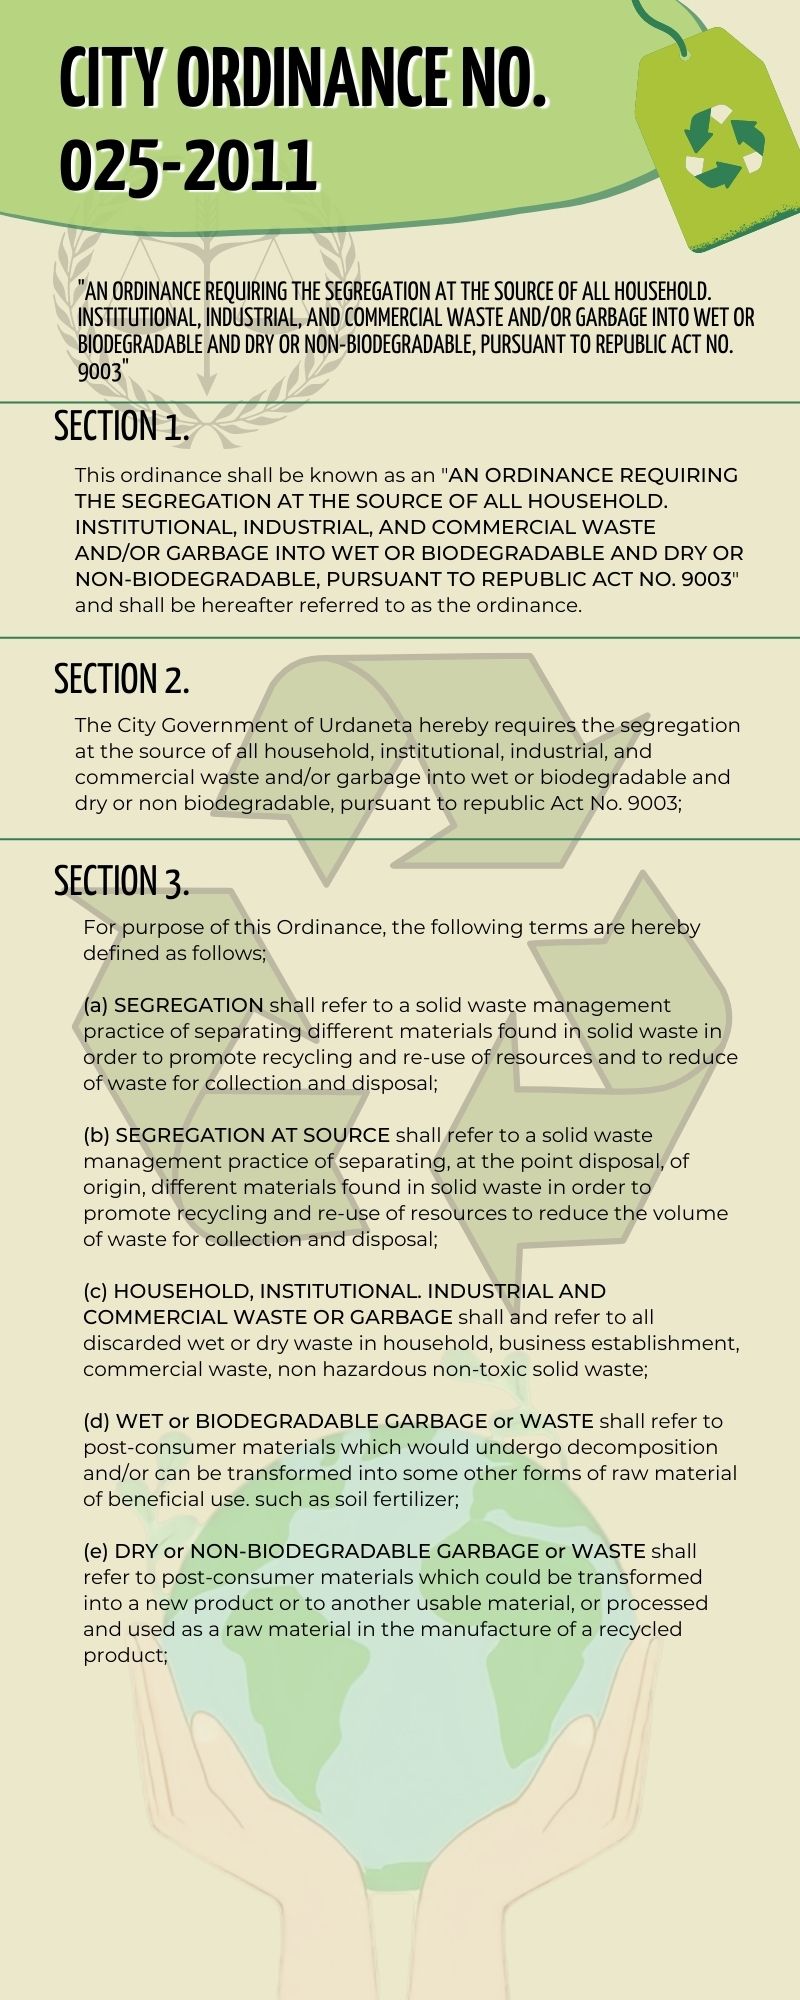 CITY ORDINANCE NO.
025-2011
"AN ORDINANCE REQUIRING THE SEGREGATION AT THE SOURCE OF ALL HOUSEHOLD.
INSTITUTIONAL, INDUSTRIAL, AND COMMERCIAL WASTE AND/OR GARBAGE INTO WET OR
BIODEGRADABLE AND DRY OR NON-BIODEGRADABLE, PURSUANT TO REPUBLIC ACT NO.
9003"
SECTION 1.
This ordinance shall be known as an "AN ORDINANCE REQUIRING
THE SEGREGATION AT THE SOURCE OF ALL HOUSEHOLD.
INSTITUTIONAL, INDUSTRIAL, AND COMMERCIAL WASTE
AND/OR GARBAGE INTO WET OR BIODEGRADABLE AND DRY OR
NON-BIODEGRADABLE, PURSUANT TO REPUBLIC ACT NO. 9003"
and shall be hereafter referred to as the ordinance.
SECTION 2.
The City Government of Urdaneta hereby requires the segregation
at the source of all household, institutional, industrial, and
commercial waste and/or garbage into wet or biodegradable and
dry or non biodegradable, pursuant to republic Act No. 9003;
SECTION 3.
For purpose of this Ordinance, the following terms are hereby
defined as follows;
(a) SEGREGATION shall refer to a solid waste management
practice of separating different materials found in solid waste in
order to promote recycling and re-use of resources and to reduce
of waste for collection and disposal;
(b) SEGREGATION AT SOURCE shall refer to a solid waste
management practice of separating, at the point disposal, of
origin, different materials found in solid waste in order to
promote recycling and re-use of resources to reduce the volume
of waste for collection and disposal;
(c) HOUSEHOLD, INSTITUTIONAL. INDUSTRIAL AND
COMMERCIAL WASTE OR GARBAGE shall and refer to all
discarded wet or dry waste in household, business establishment,
commercial waste, non hazardous non-toxic solid waste;
(d) WET or BIODEGRADABLE GARBAGE or WASTE shall refer to
post-consumer materials which would undergo decomposition
and/or can be transformed into some other forms of raw material
of beneficial use. such as soil fertilizer;
(e) DRY or NON-BIODEGRADABLE GARBAGE or WASTE shall
refer to post-consumer materials which could be transformed
into a new product or to another usable material, or processed
and used as a raw material in the manufacture of a recycled
product;